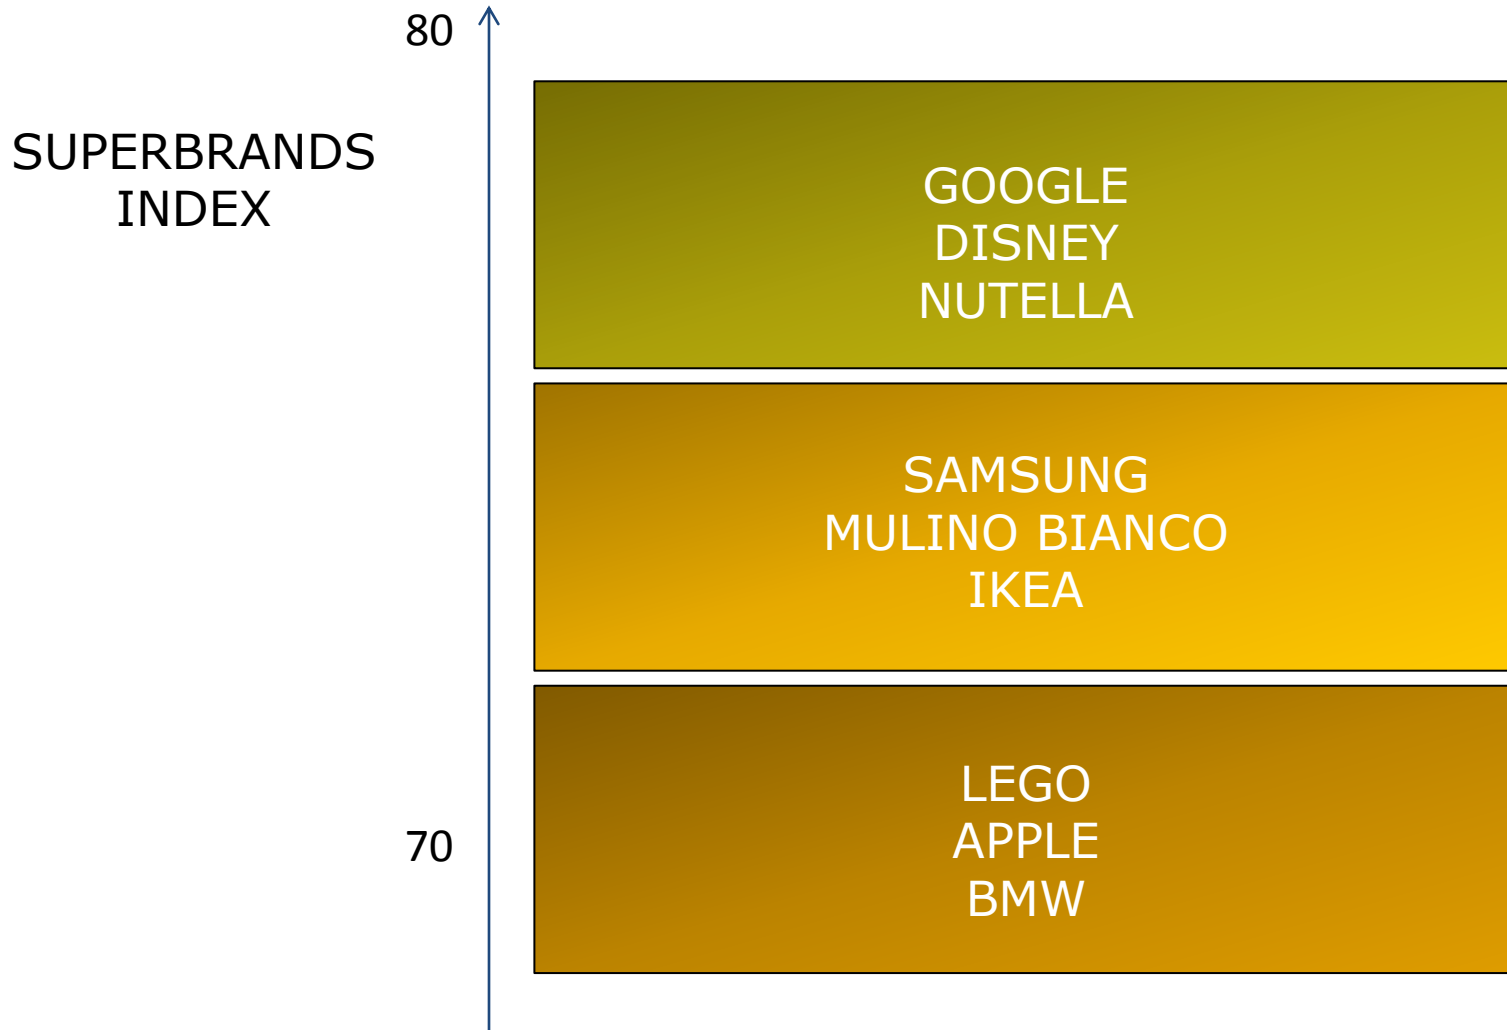 80
SUPERBRANDS
INDEX
GOOGLE
DISNEY
NUTELLA
SAMSUNG
MULINO BIANCO
IKEA
70
LEGO
APPLE
BMW